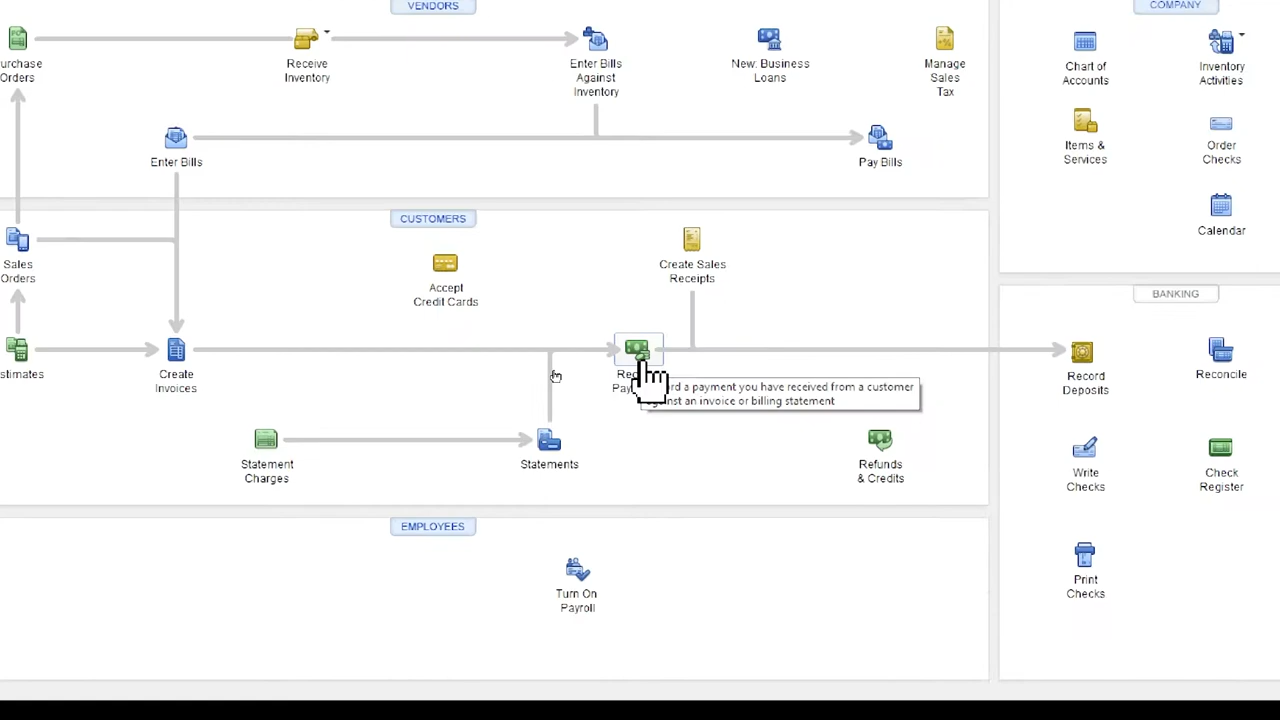 VENDORS
COMPANY
urchase
Orders
Receive
Inventory
Enter Bills
Against
Inventory
New: Business
Loans
Manage
Sales
Tax
Chart of
Accounts
Inventory
Activities
Enter Bills
Pay Bills
Items &
Services
Order
Checks
Calendar
CUSTOMERS
Sales
Orders
Accept
Credit Cards
Create Sales
Receipts
BANKING
stimates
Create
Invoices
Rec
Pay
rd a payment you have received from a customer
nst an invoice or billing statement
Record
Deposits
Reconcile
Statement
Charges
Statements
Refunds
& Credits
Write
Checks
Check
Register
EMPLOYEES
Turn On
Payroll
Print
Checks